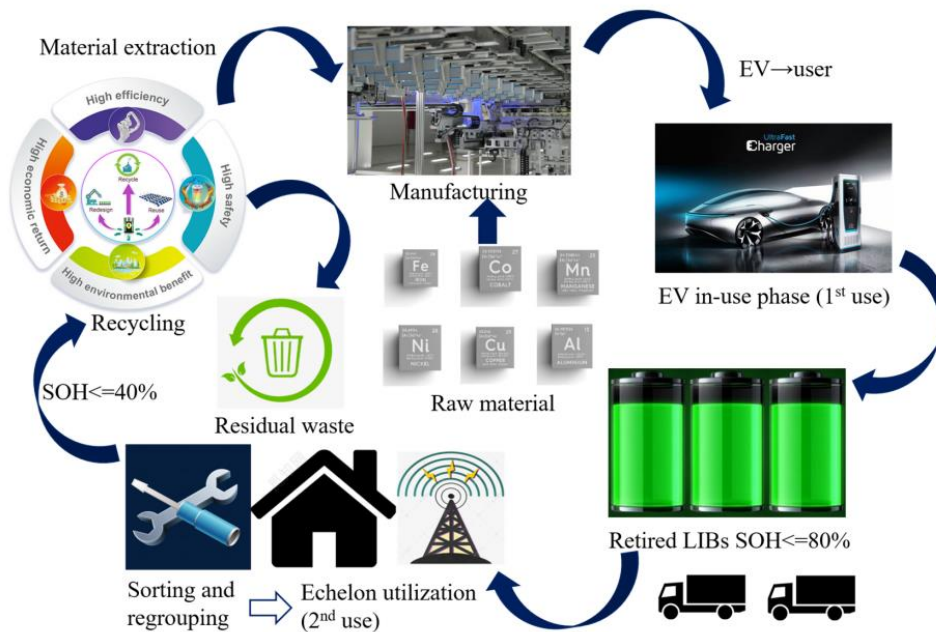 Material extraction
High efficiency
High economic return
High safety
High environmental benefit
Recycle
Redesign
Reuse
Recycling
Manufacturing
EV→user
UltraFast
Charger
EV in-use phase (1st use)
Fe
Co
COBALT
Mn
MANGANESE
Ni
NICKEL
Cu
COPPER
Al
ALUMINIUM
Raw material
Residual waste
SOH<=40%
Retired LIBs SOH<=80%
Sorting and
regrouping
Echelon utilization
(2nd use)